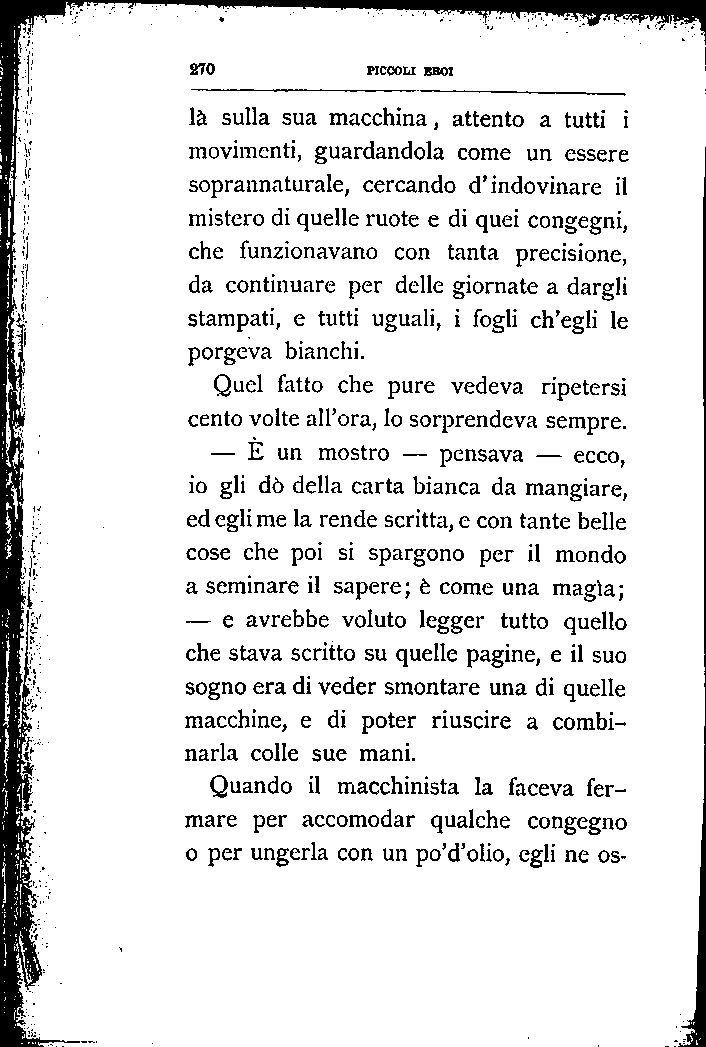 270 PICCOLI EROI
là sulla sua macchina, attento a tutti i
movimenti, guardandola come un essere
soprannaturale, cercando d'indovinare il
mistero di quelle ruote e di quei congegni,
che funzionavano con tanta precisione,
da continuare per delle giornate a dargli
stampati, e tutti uguali, i fogli ch'egli le
porgeva bianchi.
Quel fatto che pure vedeva ripetersi
cento volte all'ora, lo sorprendeva sempre.
— È un mostro — pensava — ecco,
io gli dò della carta bianca da mangiare,
ed egli me la rende scritta, e con tante belle
cose che poi si spargono per il mondo
a seminare il sapere; è come una magìa;
— e avrebbe voluto legger tutto quello
che stava scritto su quelle pagine, e il suo
sogno era di veder smontare una di quelle
macchine, e di poter riuscire a combi-
narla colle sue mani.
Quando il macchinista la faceva fer-
mare per accomodar qualche congegno
o per ungerla con un po'd'olio, egli ne os-